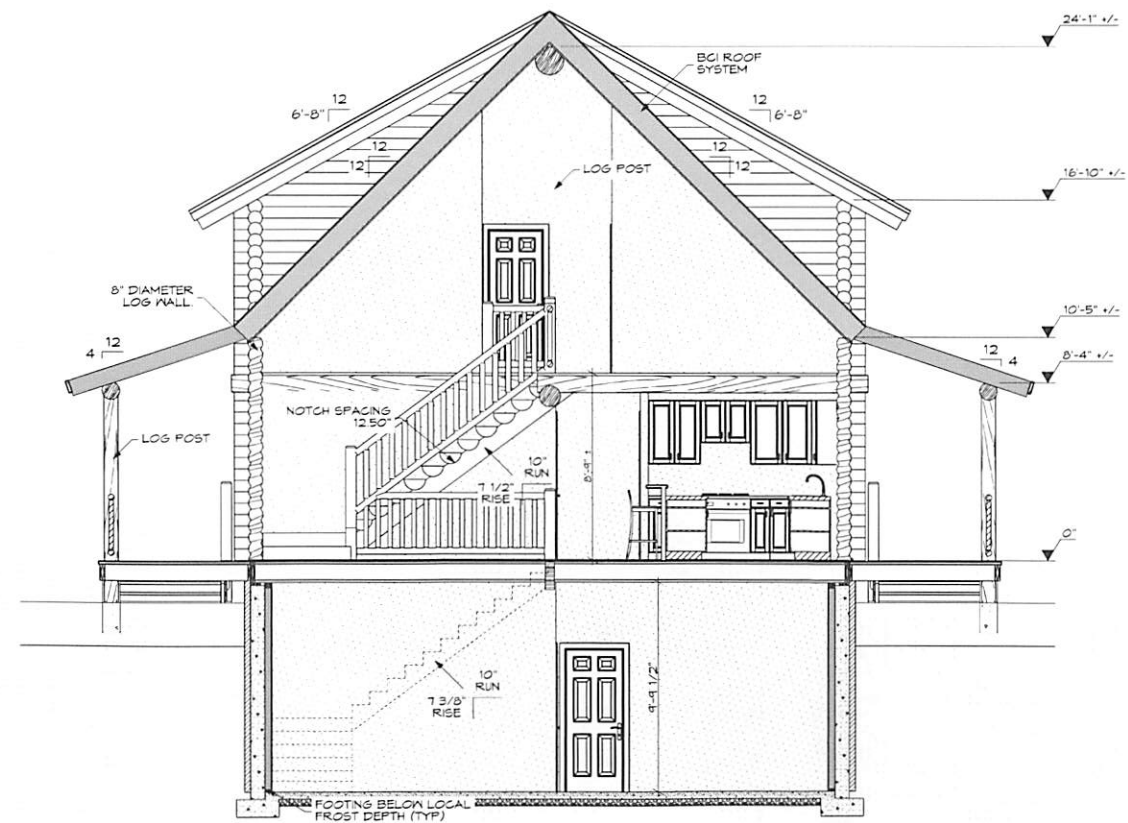 24'-1" +/-
BCI ROOF
SYSTEM
12
6'-8"
12
6'-8"
12
12
12
12
LOG POST
16'-10" +/-
8" DIAMETER
LOG WALL
10'-5" +/-
12
4
12
4
8'-4" +/-
NOTCH SPACING
12.50"
LOG POST
10"
RUN
7 1/2"
RISE
8'-9" ±
0"
10"
RUN
7 3/8"
RISE
9'-9 1/2"
FOOTING BELOW LOCAL
FROST DEPTH (TYP)